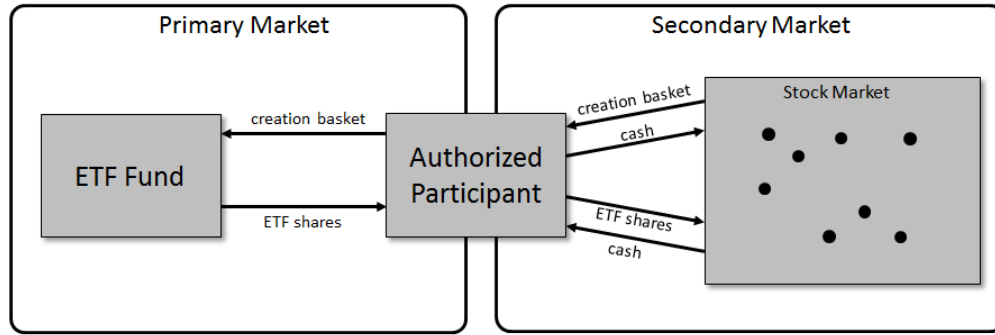 Primary Market
Secondary Market
ETF Fund
creation basket
ETF shares
Authorized
Participant
creation basket
cash
ETF shares
cash
Stock Market